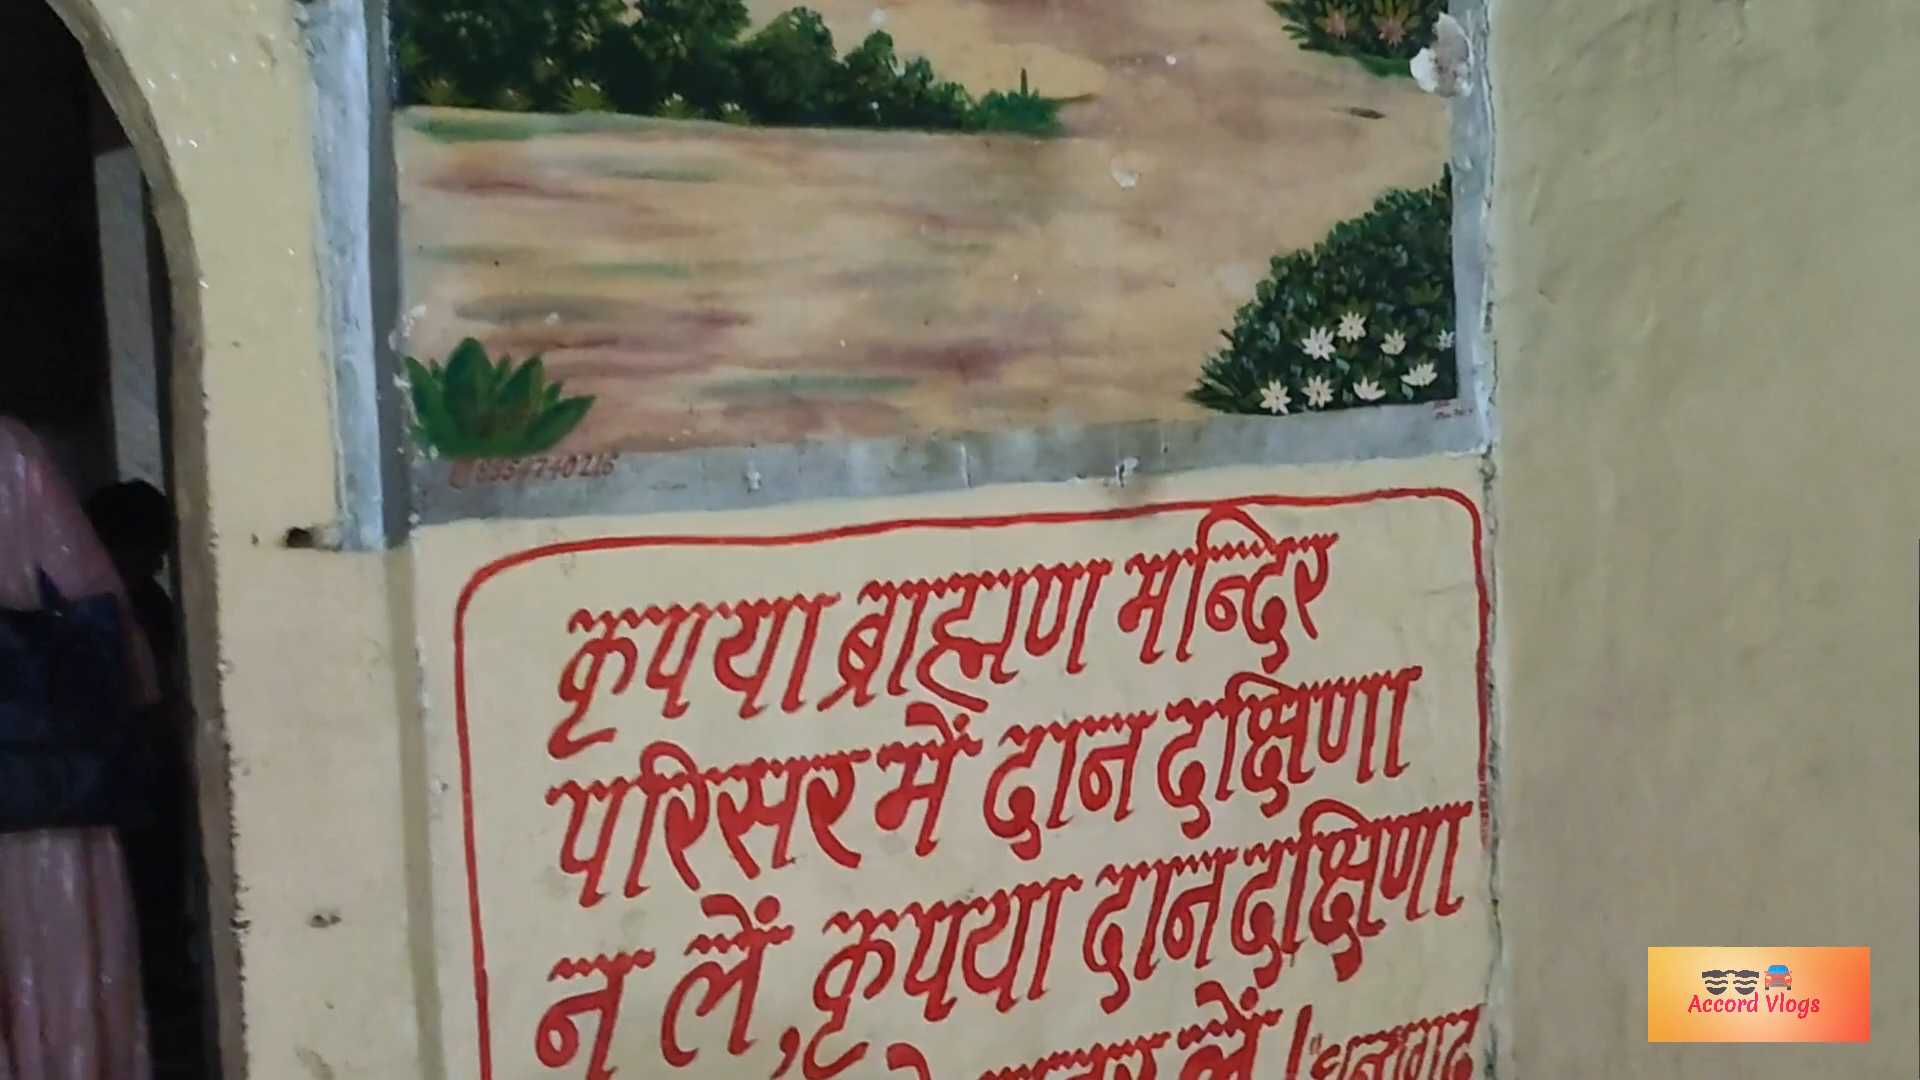 कृपया ब्राह्मण मन्दिर
परिसर में दान दक्षिणा
न लें, कृपया दान दक्षिणा
लें।
Accord Vlogs